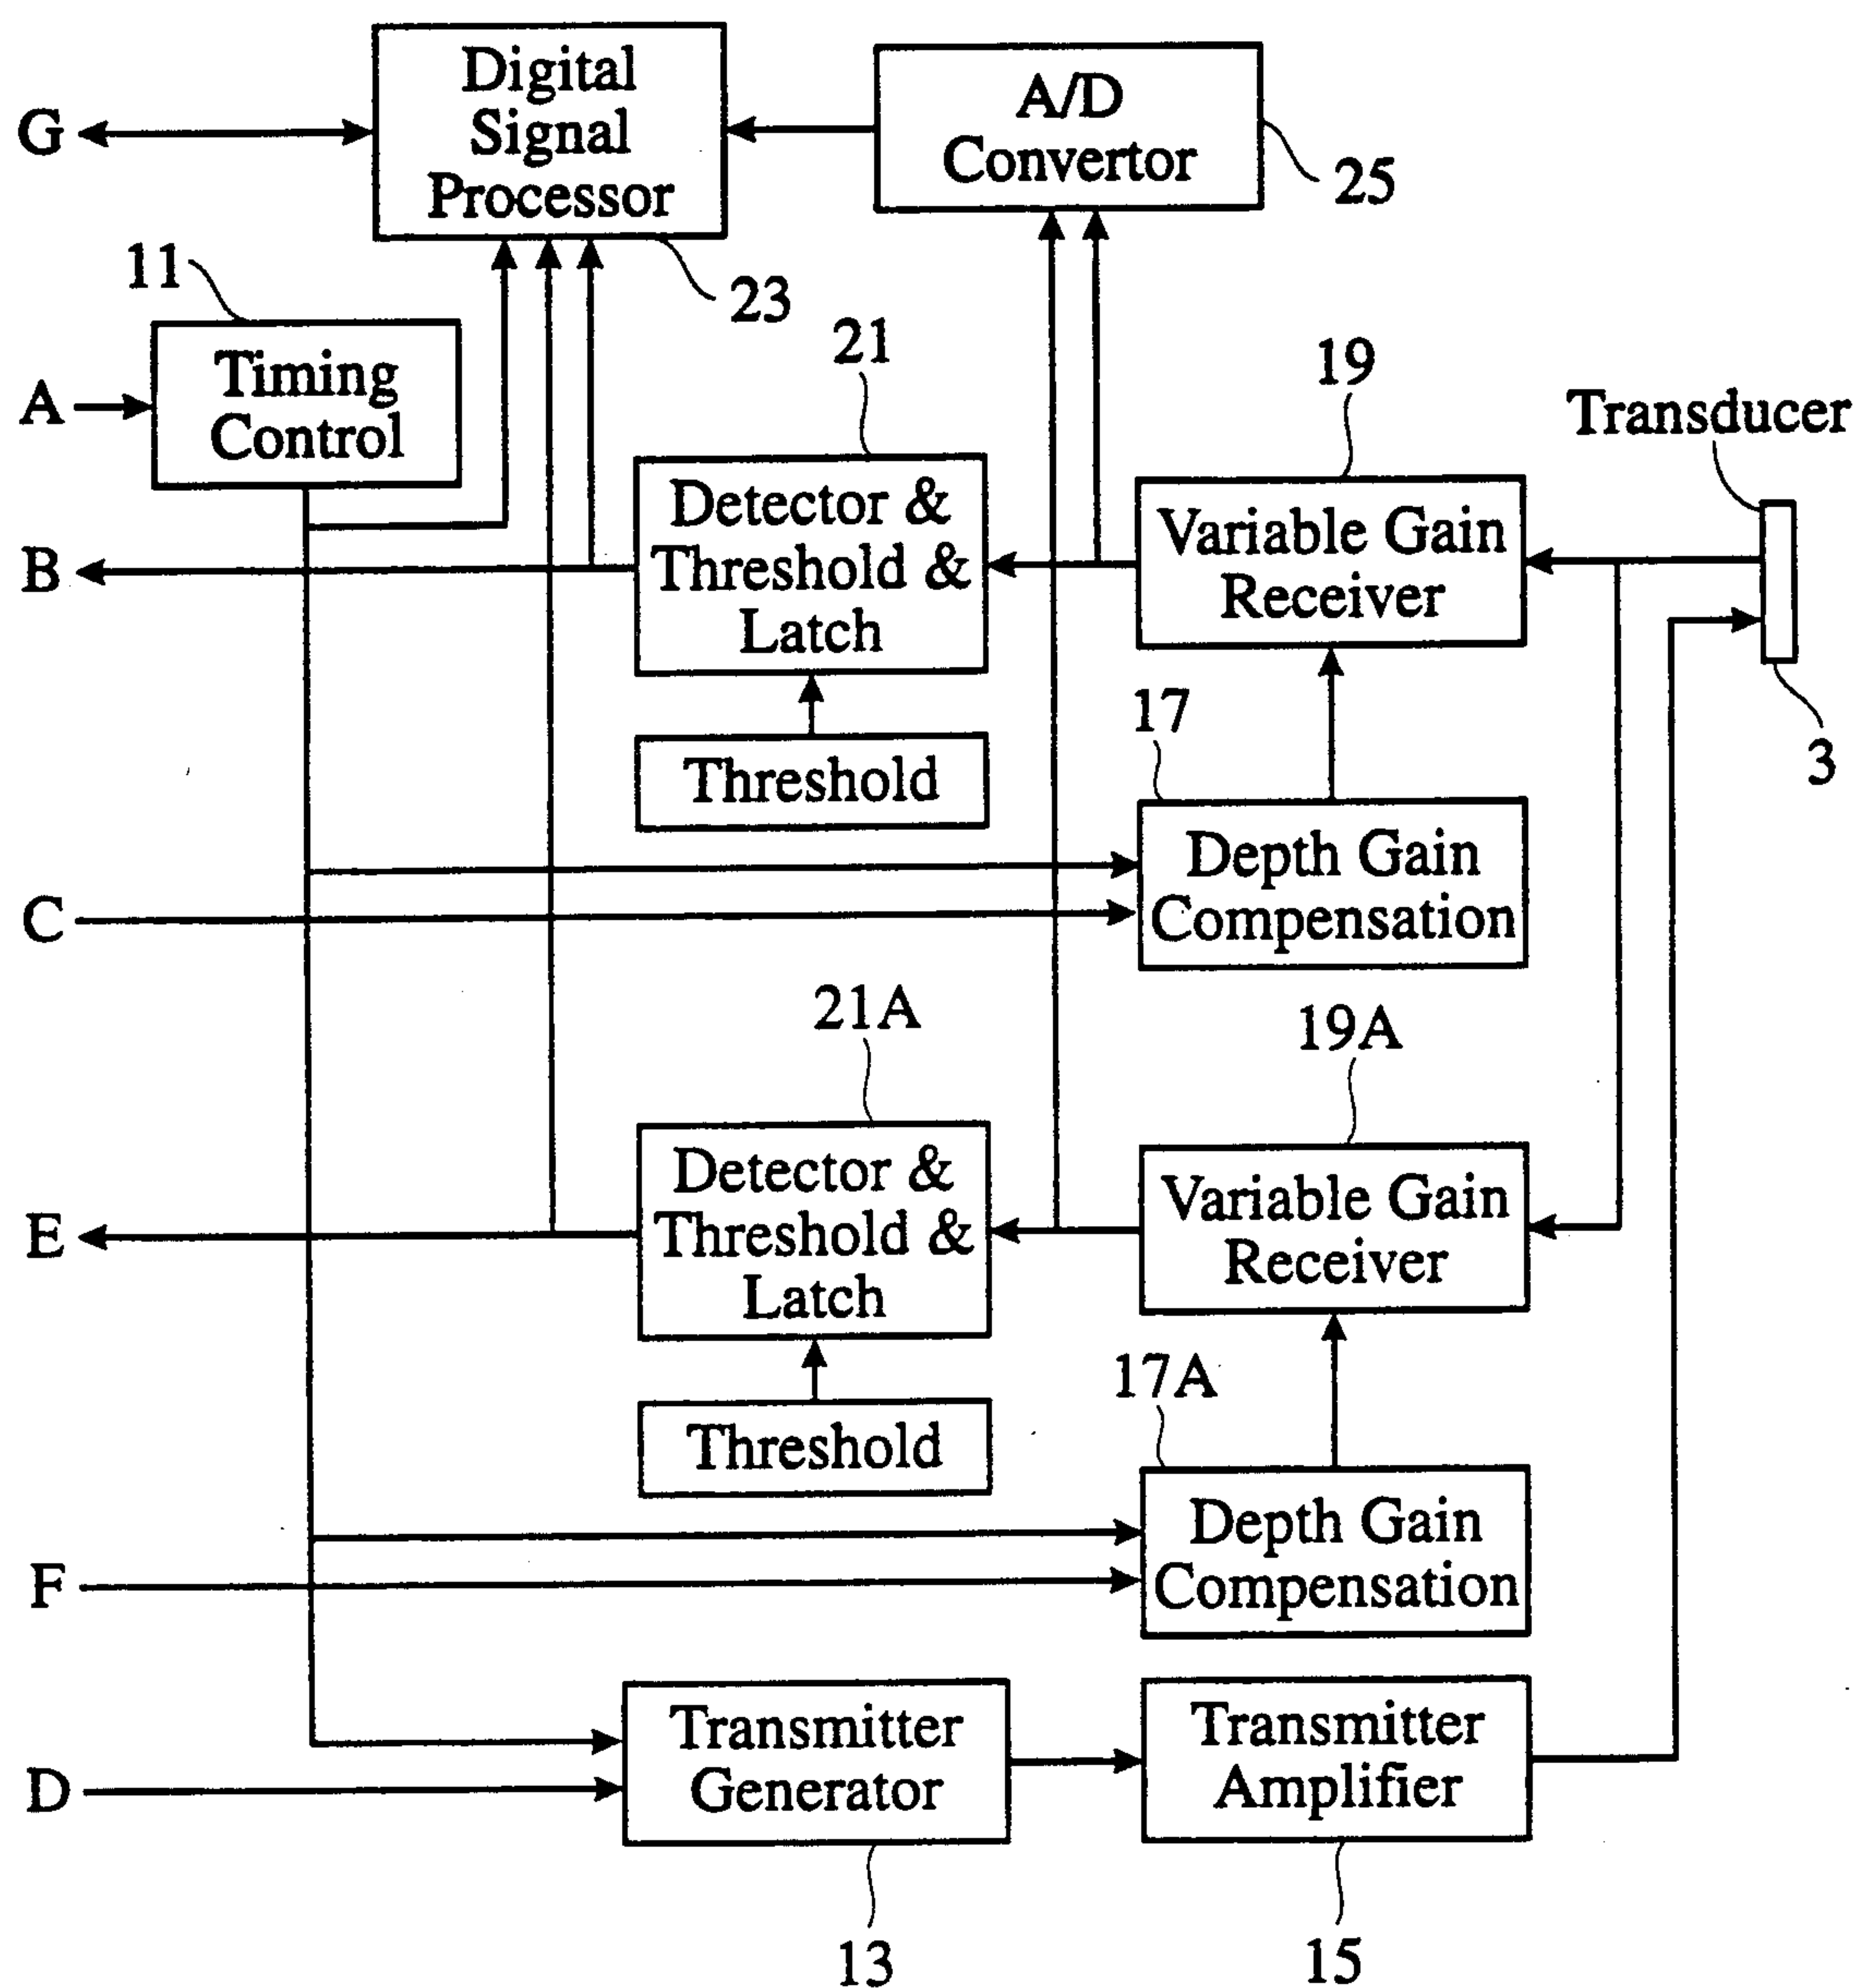 G
Digital
Signal
Processor
23
A/D
Convertor
25
11
Timing
Control
A
21
19
Transducer
Detector &
Threshold &
Latch
Variable Gain
Receiver
B
3
Threshold
17
Depth Gain
Compensation
C
21A
19A
Detector &
Threshold &
Latch
Variable Gain
Receiver
E
Threshold
17A
Depth Gain
Compensation
F
Transmitter
Generator
Transmitter
Amplifier
D
13
15